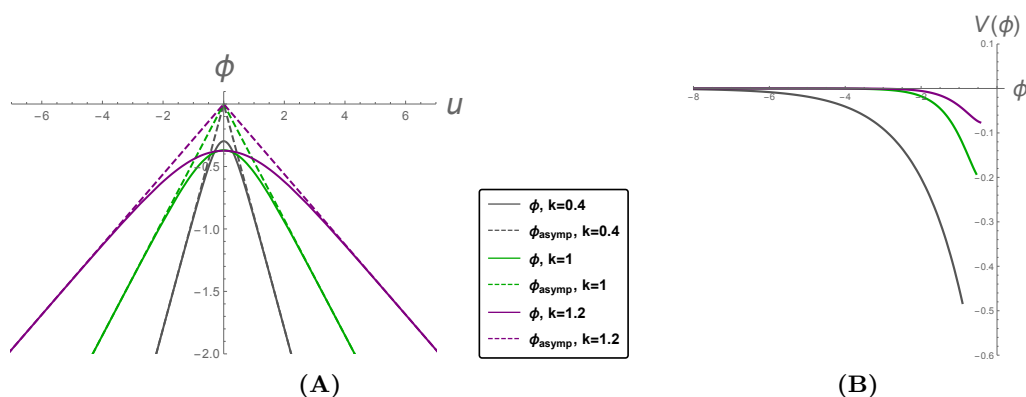 ϕ
u
-6 -4 -2 2 4 6
-0.5
-1.0
-1.5
-2.0
(A)
ϕ, k=0.4
ϕasymp, k=0.4
ϕ, k=1
ϕasymp, k=1
ϕ, k=1.2
ϕasymp, k=1.2
V(ϕ)
0.1
ϕ
-8 -6 -4 -2
-0.1
-0.2
-0.3
-0.4
-0.5
-0.6
(B)